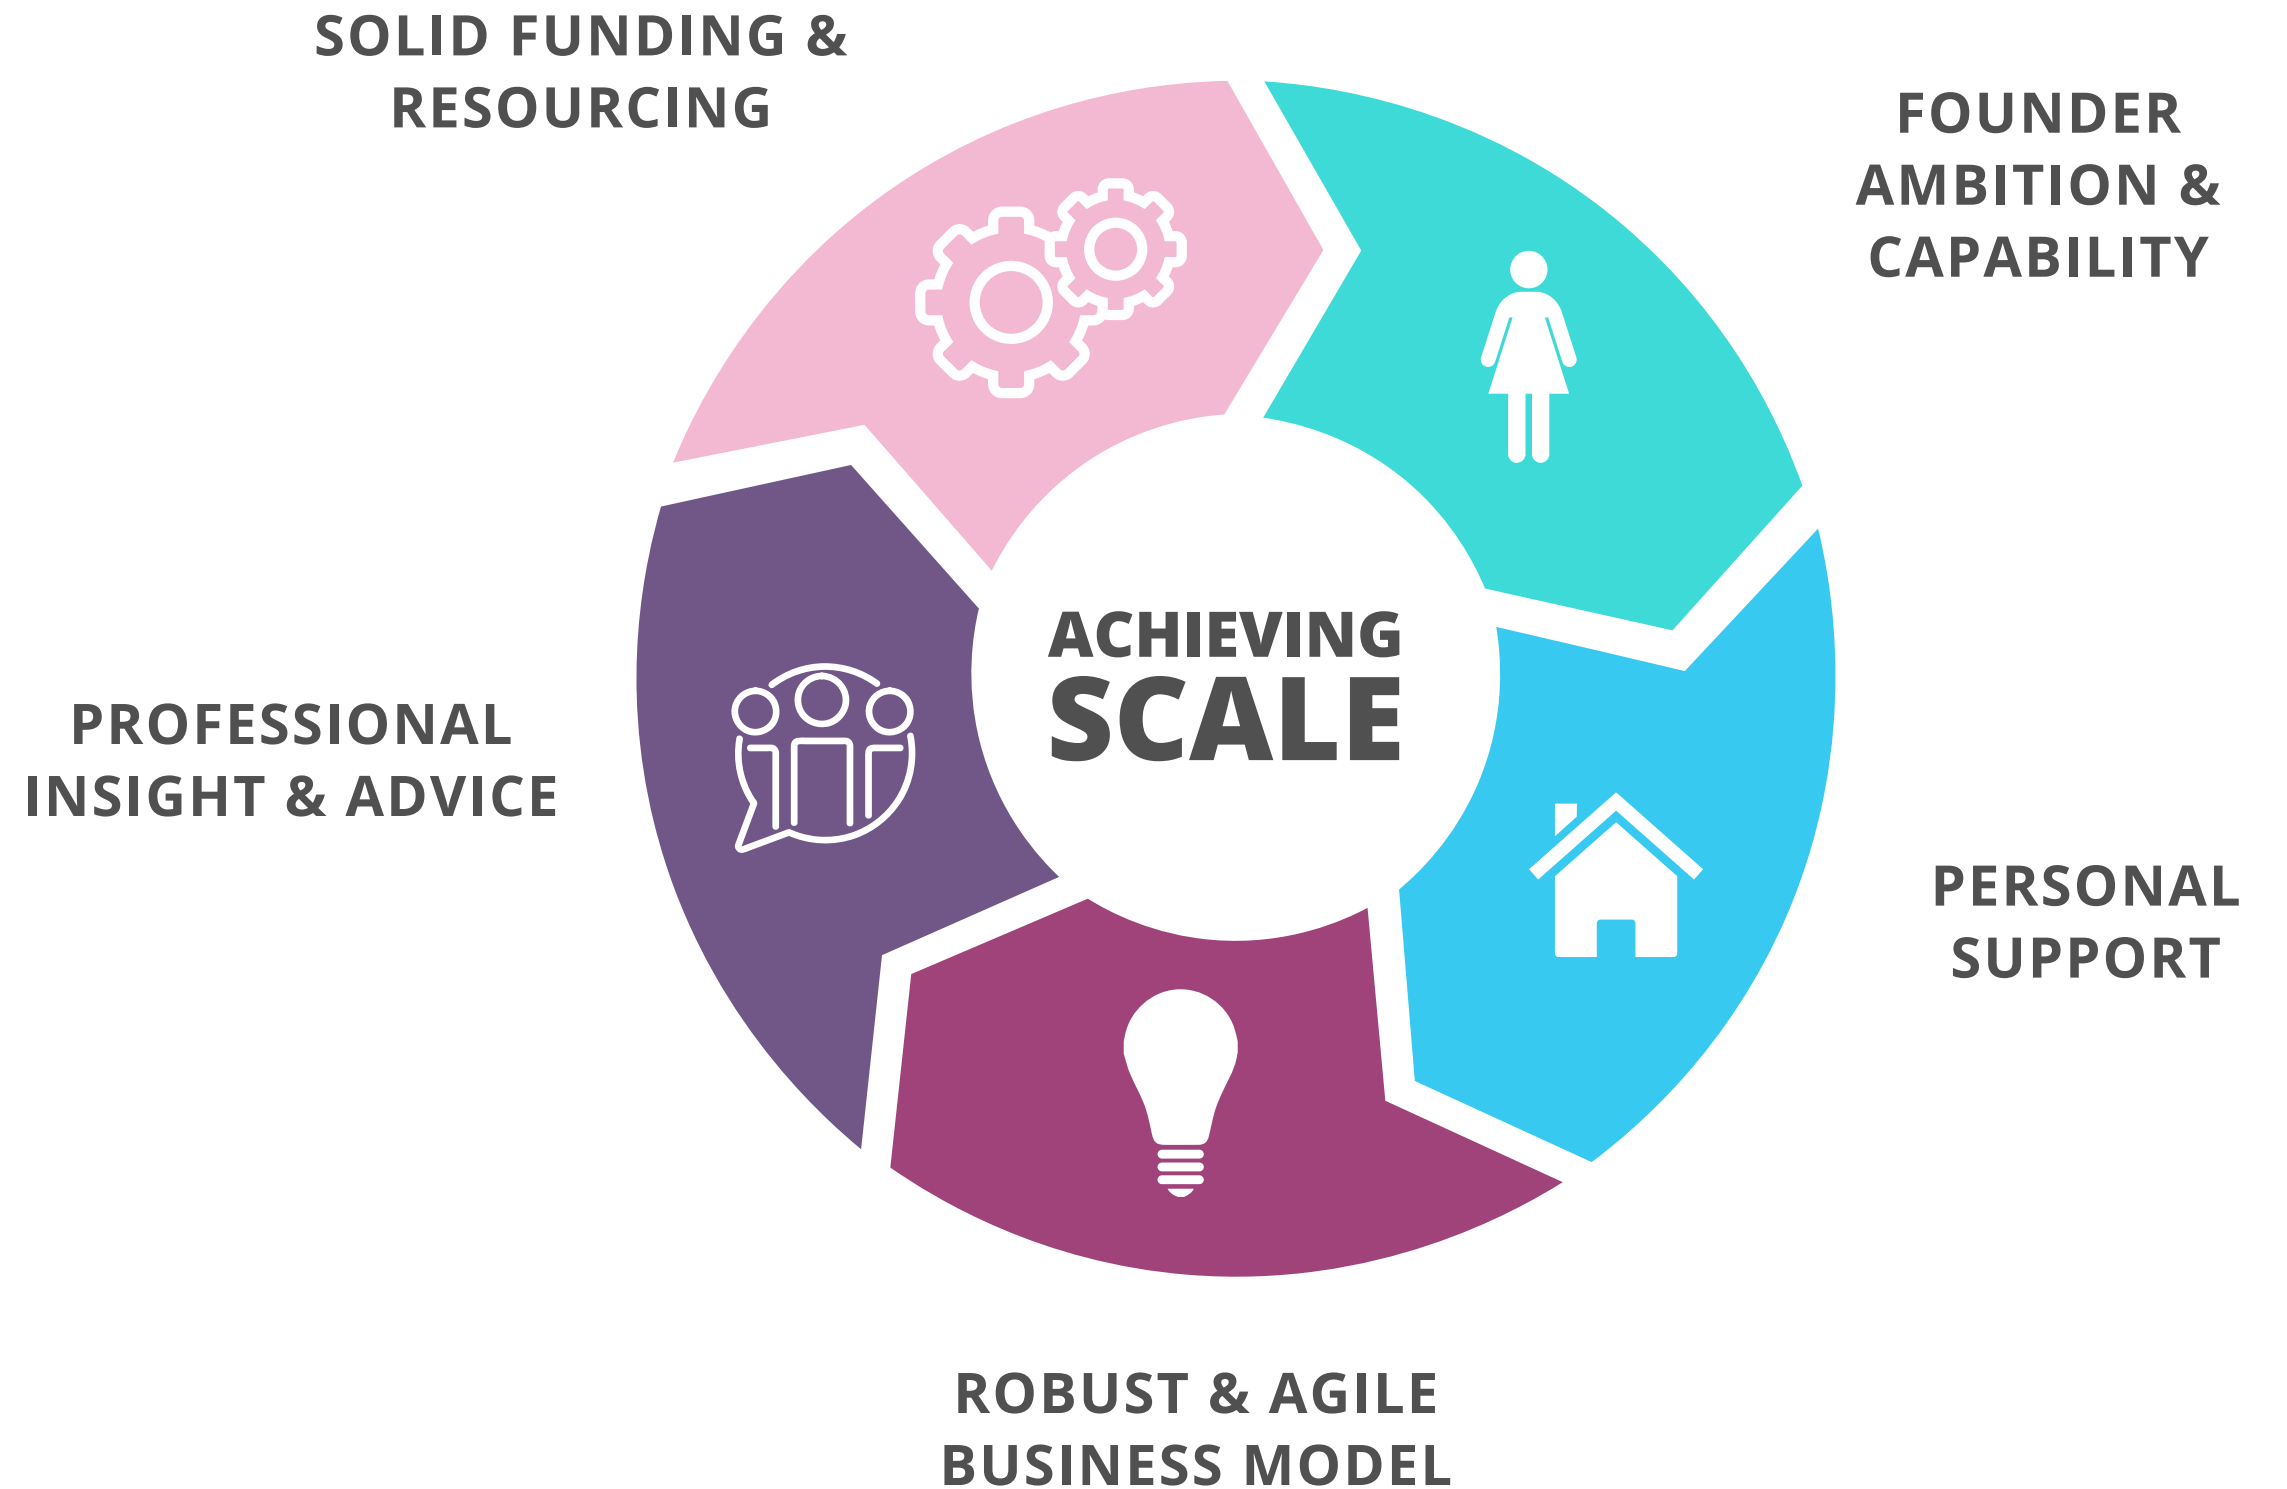 SOLID FUNDING &
RESOURCING
FOUNDER
AMBITION &
CAPABILITY
ACHIEVING
SCALE
PROFESSIONAL
INSIGHT & ADVICE
PERSONAL
SUPPORT
ROBUST & AGILE
BUSINESS MODEL